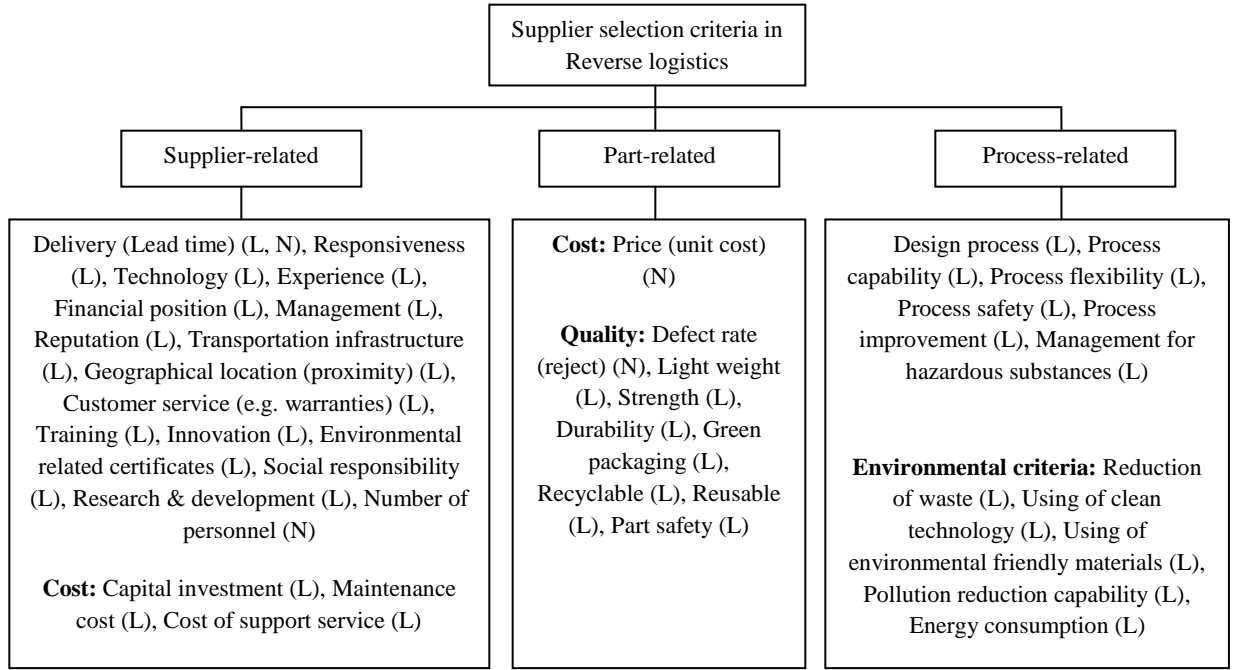 Supplier selection criteria in
Reverse logistics
Supplier-related
Part-related
Process-related
Delivery (Lead time) (L, N), Responsiveness
(L), Technology (L), Experience (L),
Financial position (L), Management (L),
Reputation (L), Transportation infrastructure
(L), Geographical location (proximity) (L),
Customer service (e.g. warranties) (L),
Training (L), Innovation (L), Environmental
related certificates (L), Social responsibility
(L), Research & development (L), Number of
personnel (N)
Cost: Capital investment (L), Maintenance
cost (L), Cost of support service (L)
Cost: Price (unit cost)
(N)
Quality: Defect rate
(reject) (N), Light weight
(L), Strength (L),
Durability (L), Green
packaging (L),
Recyclable (L), Reusable
(L), Part safety (L)
Design process (L), Process
capability (L), Process flexibility (L),
Process safety (L), Process
improvement (L), Management for
hazardous substances (L)
Environmental criteria: Reduction
of waste (L), Using of clean
technology (L), Using of
environmental friendly materials (L),
Pollution reduction capability (L),
Energy consumption (L)